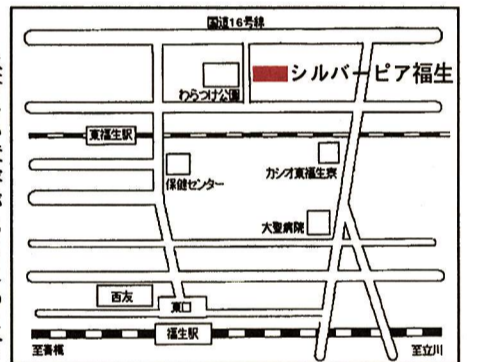 国道16号線
シルバーピア福生
わらつけ公園
東福生駅
保健センター
カシオ東福生寮
大聖病院
西友
東口
福生駅
至青梅
至立川